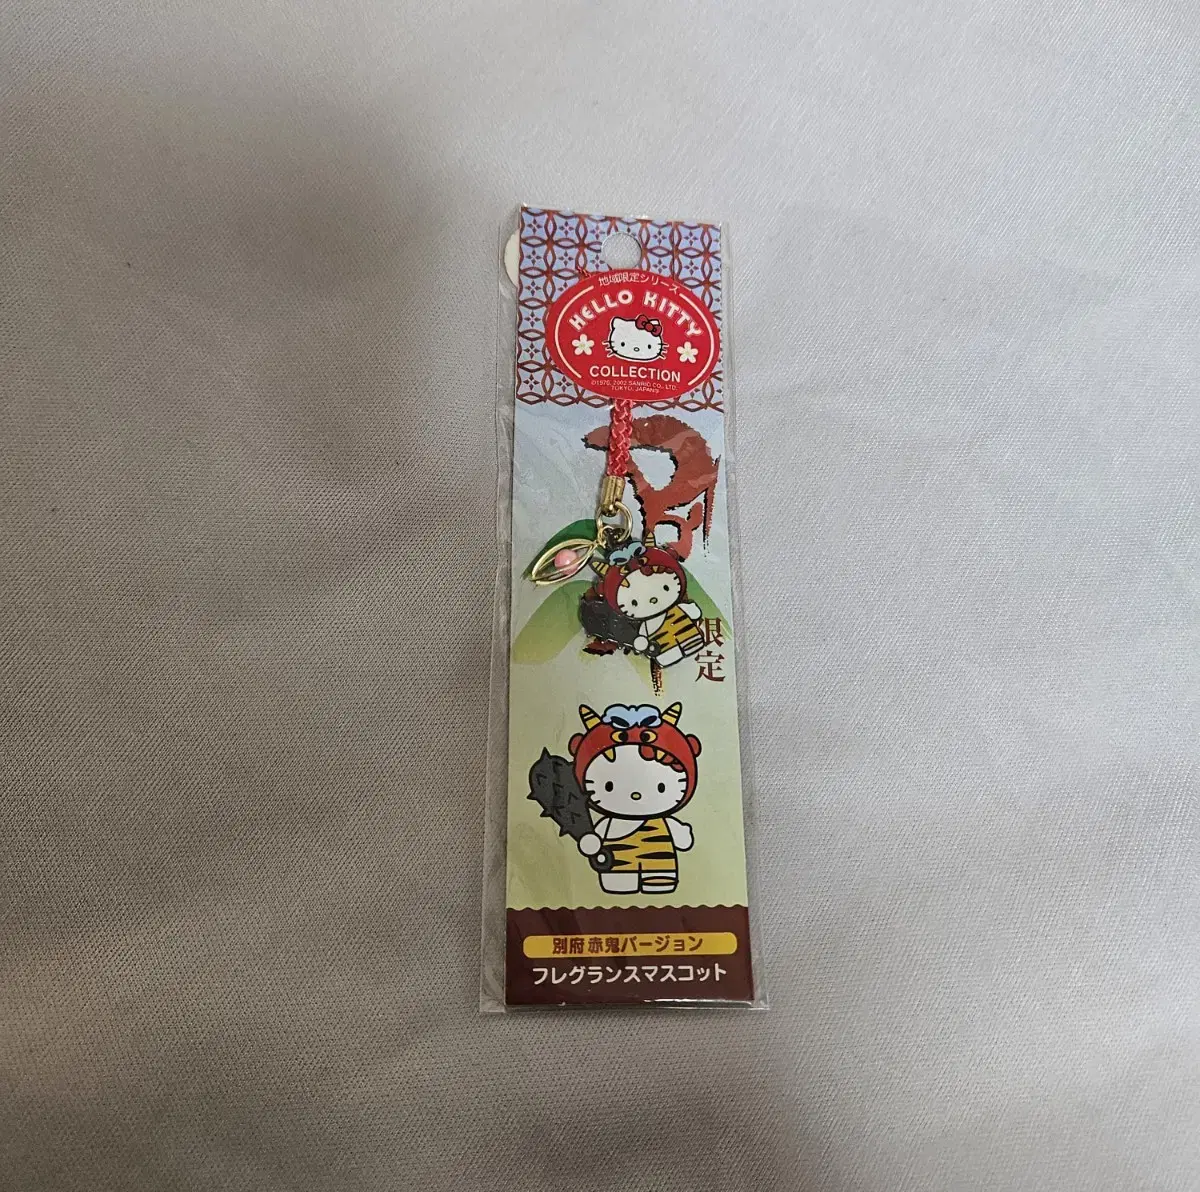 地域限定シリーズ
HELLO KITTY
COLLECTION
©1976, 2002 SANRIO CO., LTD.
TOKYO, JAPAN
限定
別府 赤鬼バージョン
フレグランスマスコット